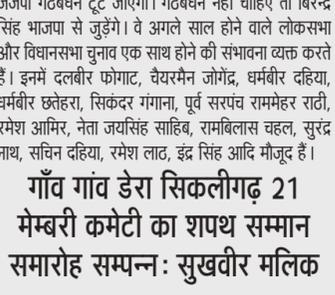 जजपा गठबंधन टूट जाएगा। गठबंधन नहीं चाहिए तो बिरेन्द्र
सिंह भाजपा से जुड़ेंगे। वे अगले साल होने वाले लोकसभा
और विधानसभा चुनाव एक साथ होने की संभावना व्यक्त करते
हैं। इनमें दलबीर फोगाट, चैयरमैन जोगेंद्र, धर्मबीर दहिया,
धर्मबीर छतेहरा, सिकंदर गंगाना, पूर्व सरपंच राममेहर राठी,
रमेश आमिर, नेता जयसिंह साहिब, रामबिलास चहल, सुरंद्र
नाथ, सचिन दहिया, रमेश लाठ, इंद्र सिंह आदि मौजूद हैं।
गाँव गांव डेरा सिकलीगढ़ 21
मेम्बरी कमेटी का शपथ सम्मान
समारोह सम्पन्न: सुखवीर मलिक